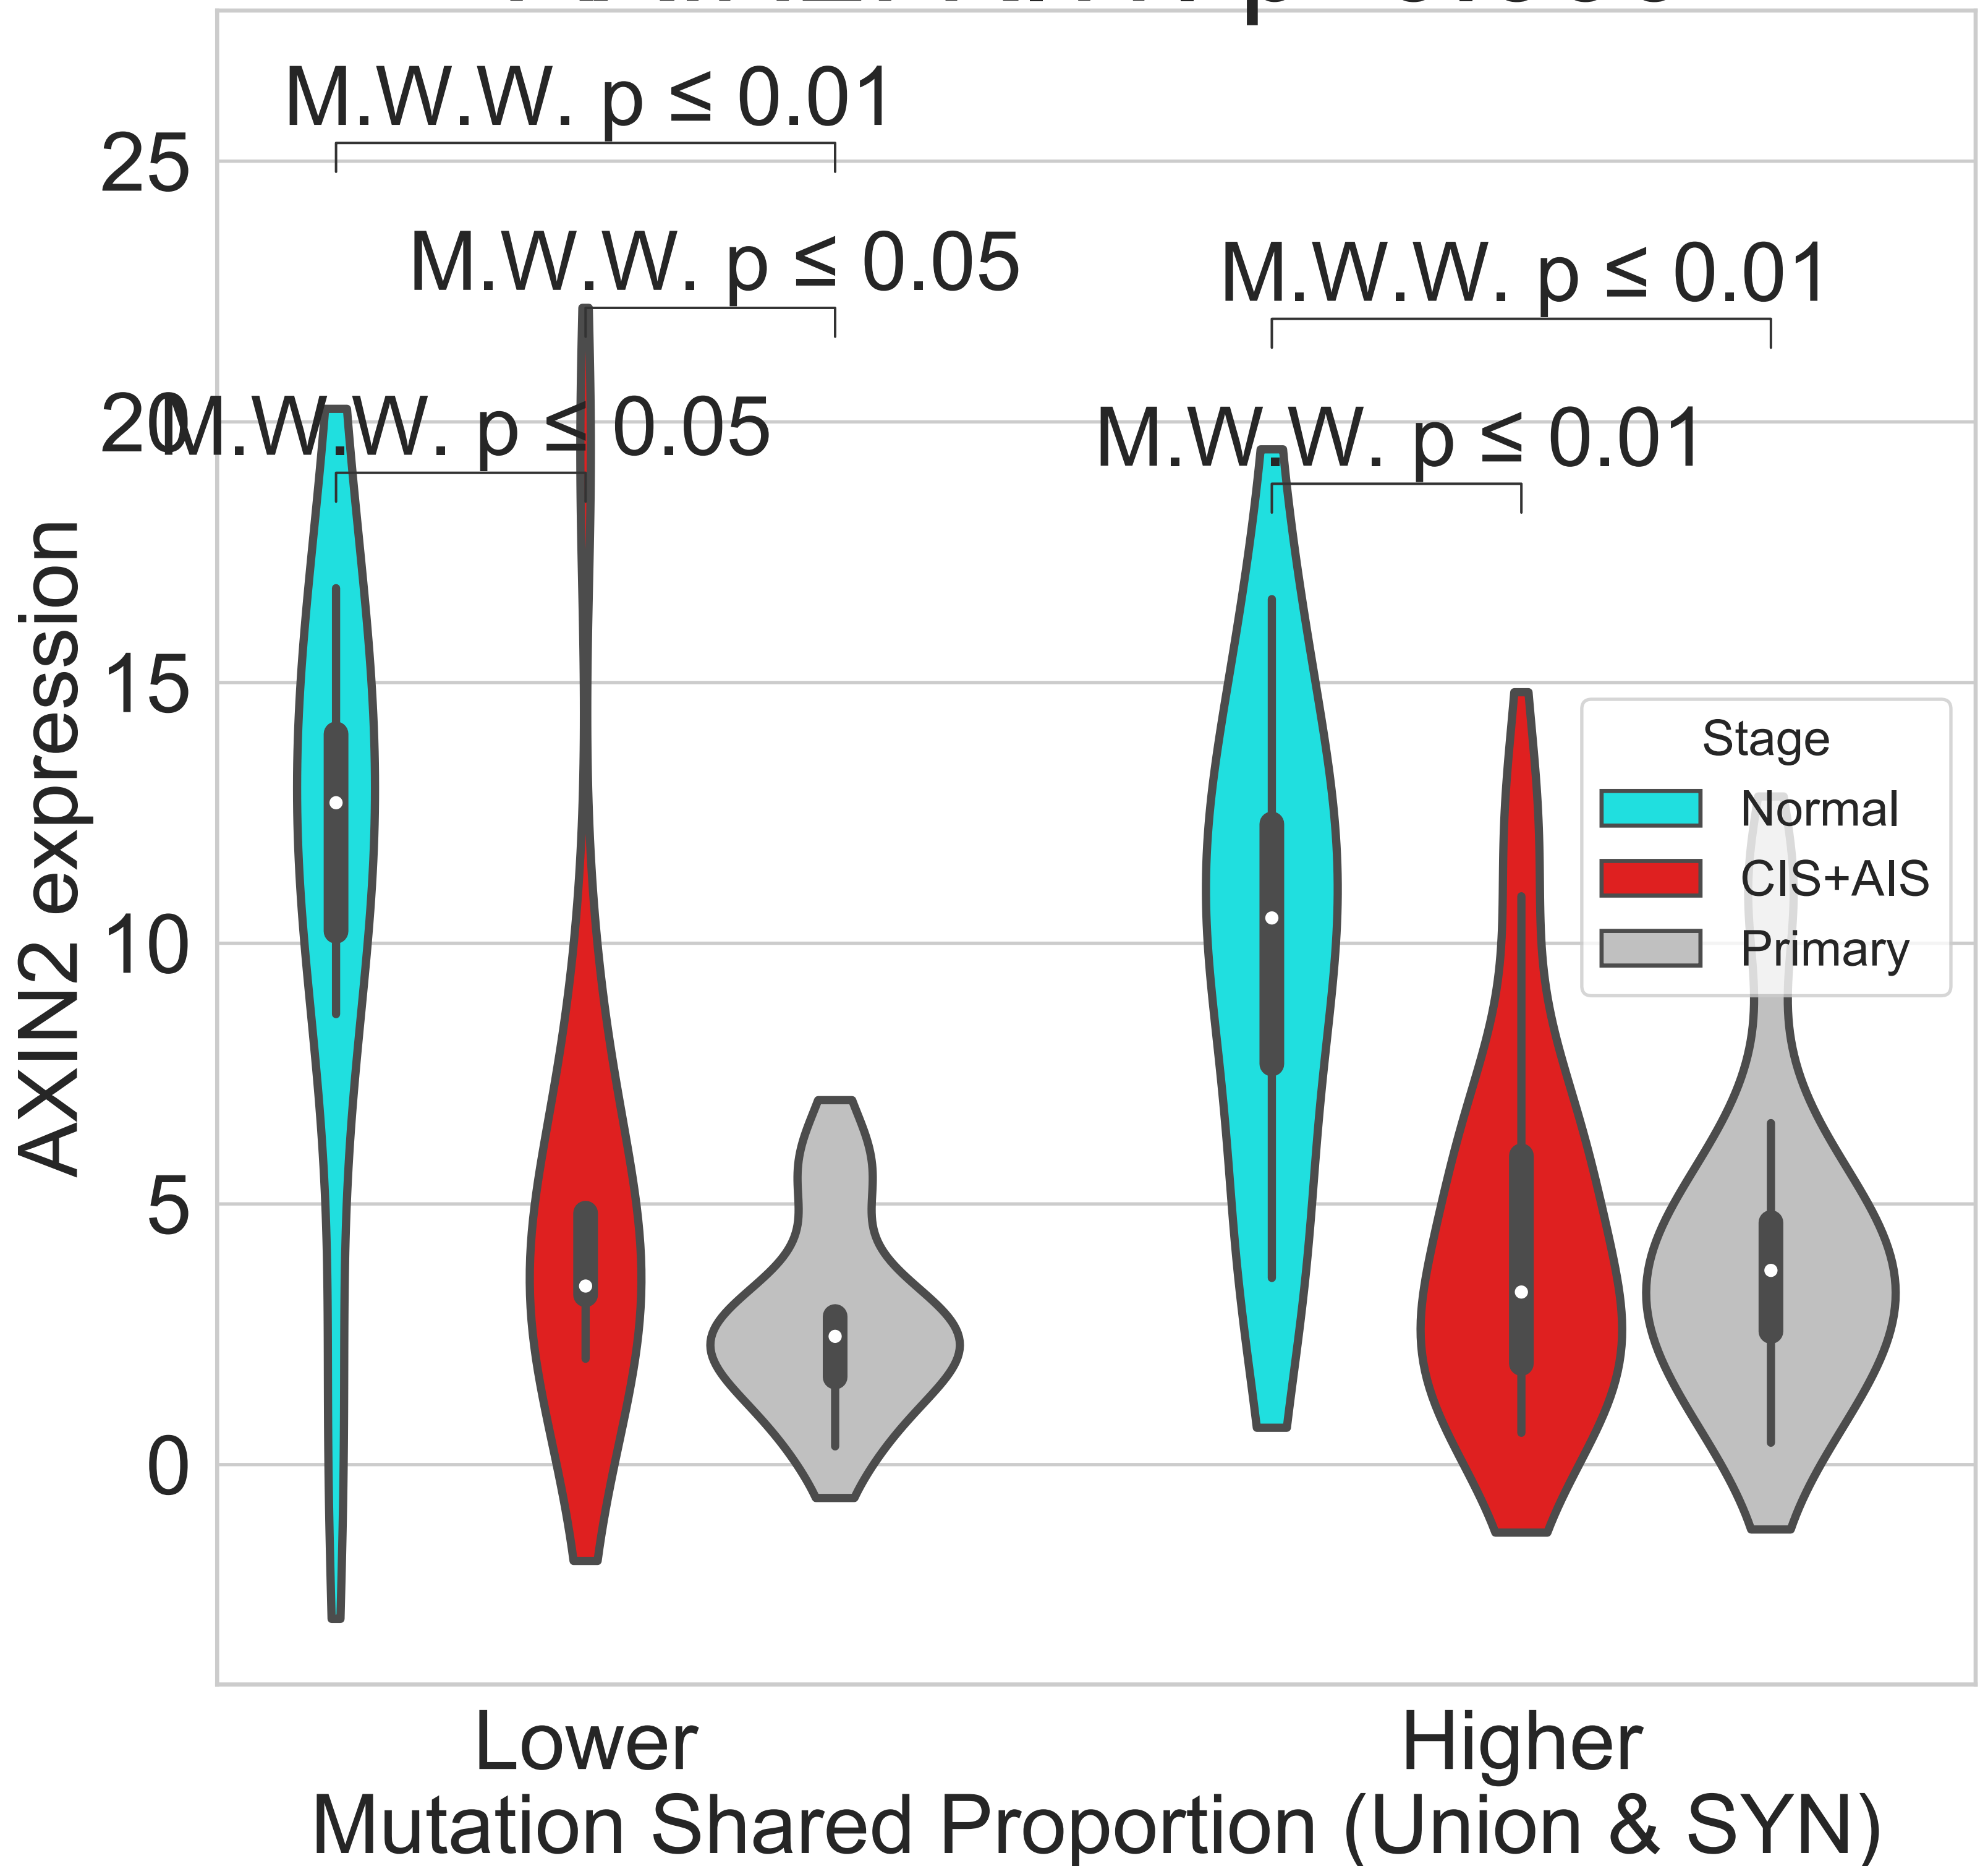 M.W.W. p ≤ 0.01
25
M.W.W. p ≤ 0.05
M.W.W. p ≤ 0.01
20
M.W.W. p ≤ 0.05
M.W.W. p ≤ 0.01
15
10
5
0
AXIN2 expression
Stage
Normal
CIS+AIS
Primary
Lower
Higher
Mutation Shared Proportion (Union & SYN)